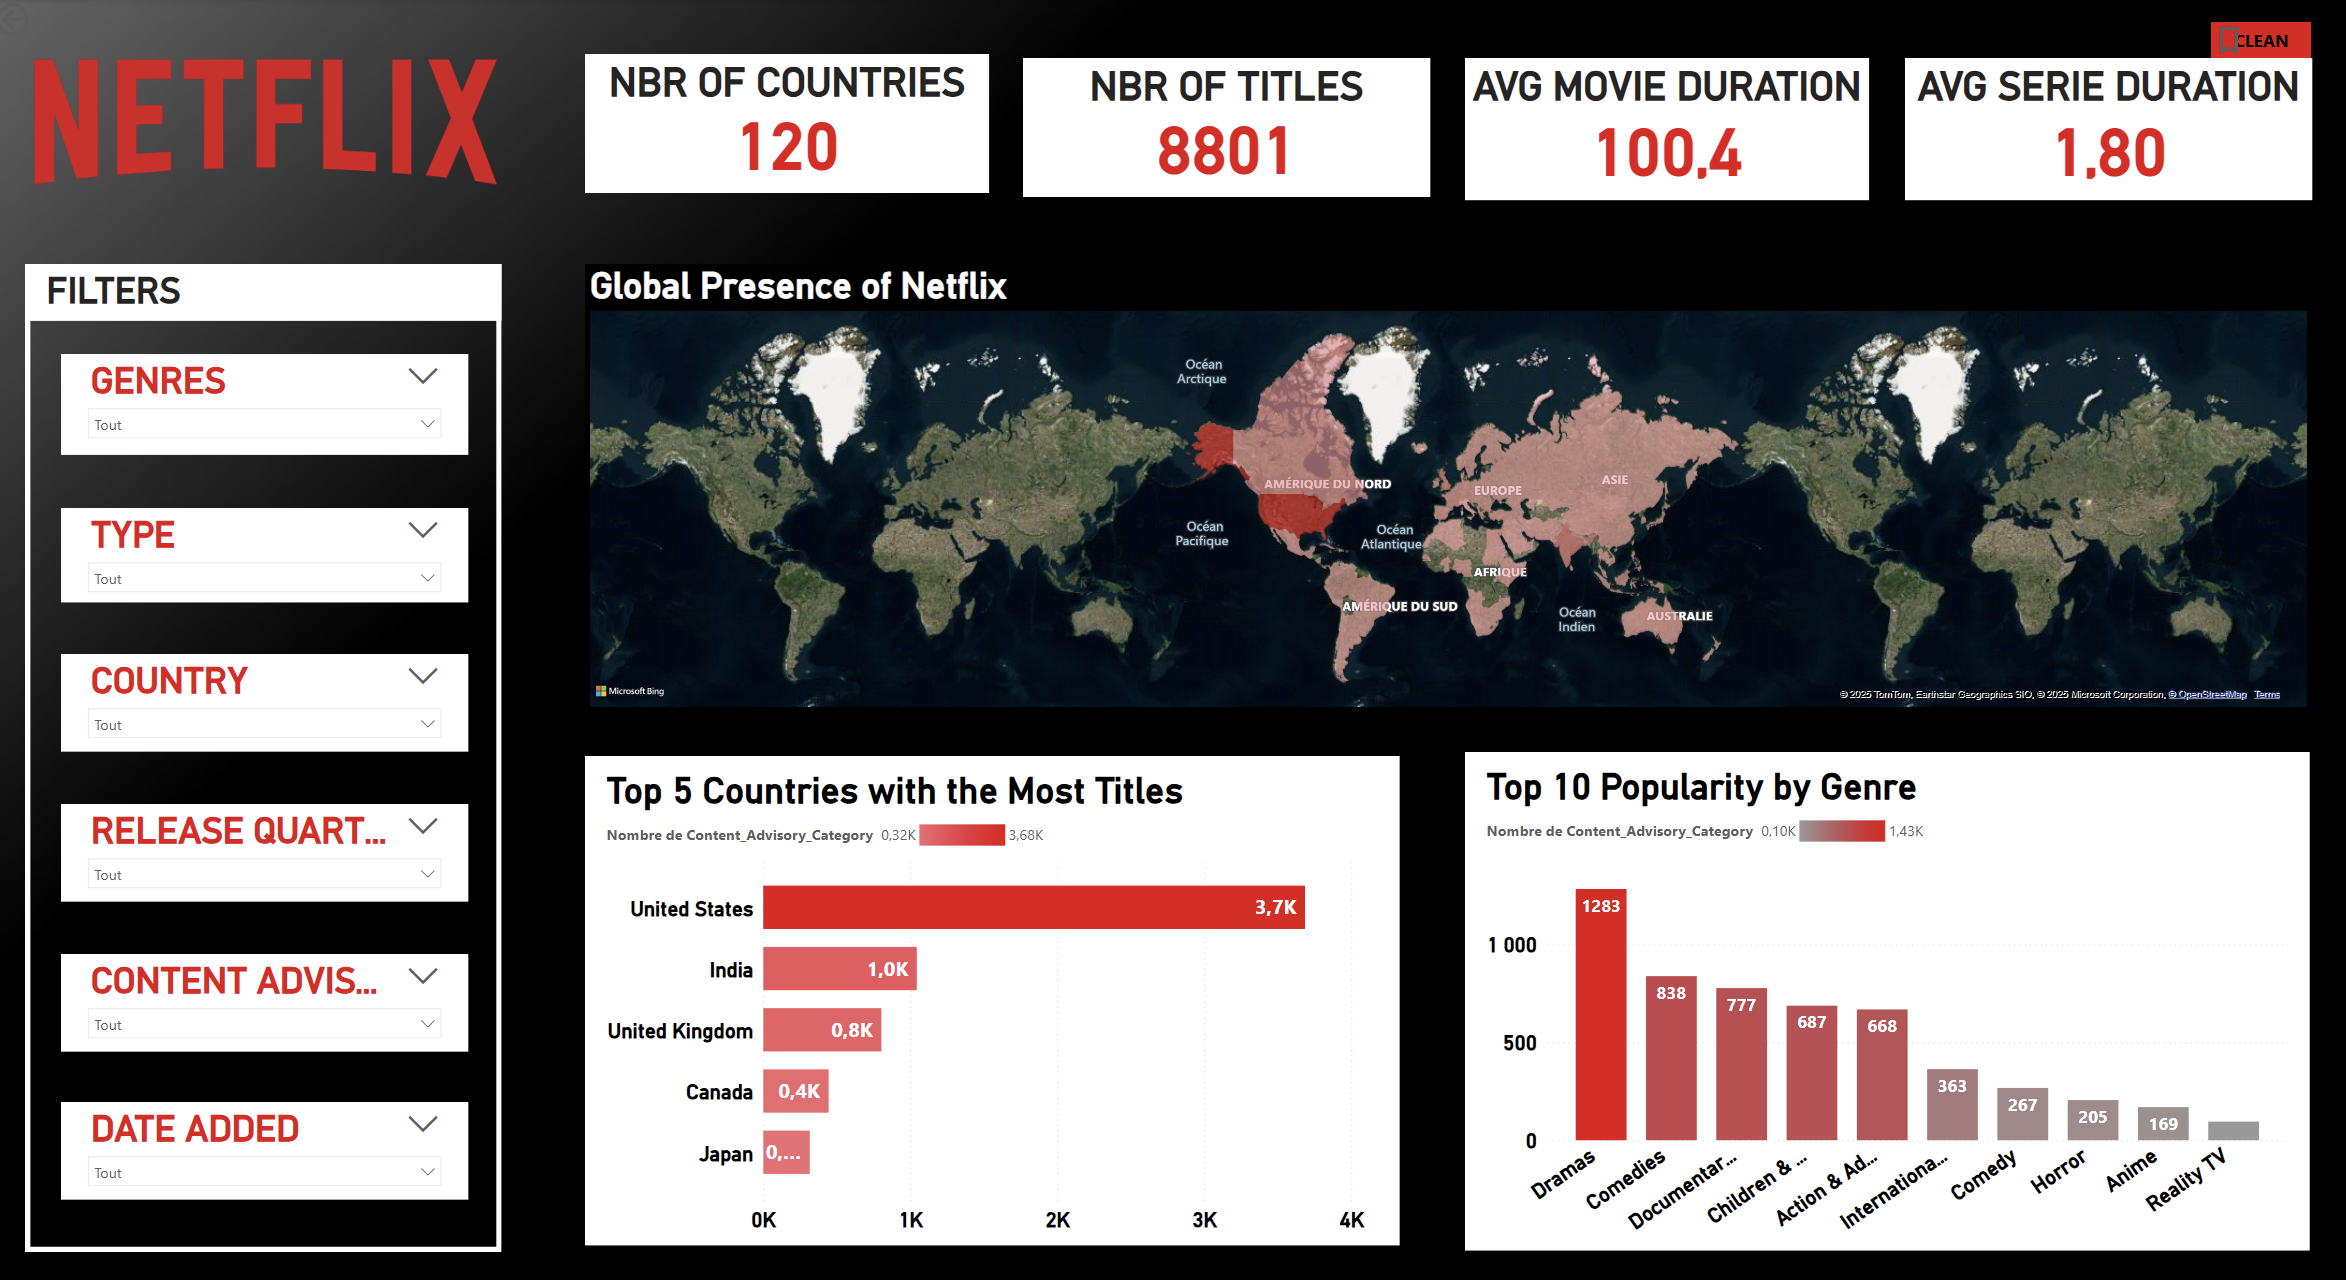 NETFLIX
CLEAN
NBR OF COUNTRIES
120
NBR OF TITLES
8801
AVG MOVIE DURATION
100,4
AVG SERIE DURATION
1,80
FILTERS
GENRES
Tout
TYPE
Tout
COUNTRY
Tout
RELEASE QUART...
Tout
CONTENT ADVIS...
Tout
DATE ADDED
Tout
Global Presence of Netflix
Océan
Arctique
AMÉRIQUE DU NORD
EUROPE
ASIE
Océan
Pacifique
Océan
Atlantique
AFRIQUE
AMÉRIQUE DU SUD
Océan
Indien
AUSTRALIE
Microsoft Bing
© 2025 TomTom, Earthstar Geographics SIO, © 2025 Microsoft Corporation, © OpenStreetMap Terms
Top 5 Countries with the Most Titles
Nombre de Content_Advisory_Category 0,32K 3,68K
United States 3,7K
India 1,0K
United Kingdom 0,8K
Canada 0,4K
Japan 0,...
0K 1K 2K 3K 4K
Top 10 Popularity by Genre
Nombre de Content_Advisory_Category 0,10K 1,43K
1 000
500
0
1283
838
777
687
668
363
267
205
169
Dramas
Comedies
Documentar...
Children & ...
Action & Ad...
Internationa...
Comedy
Horror
Anime
Reality TV